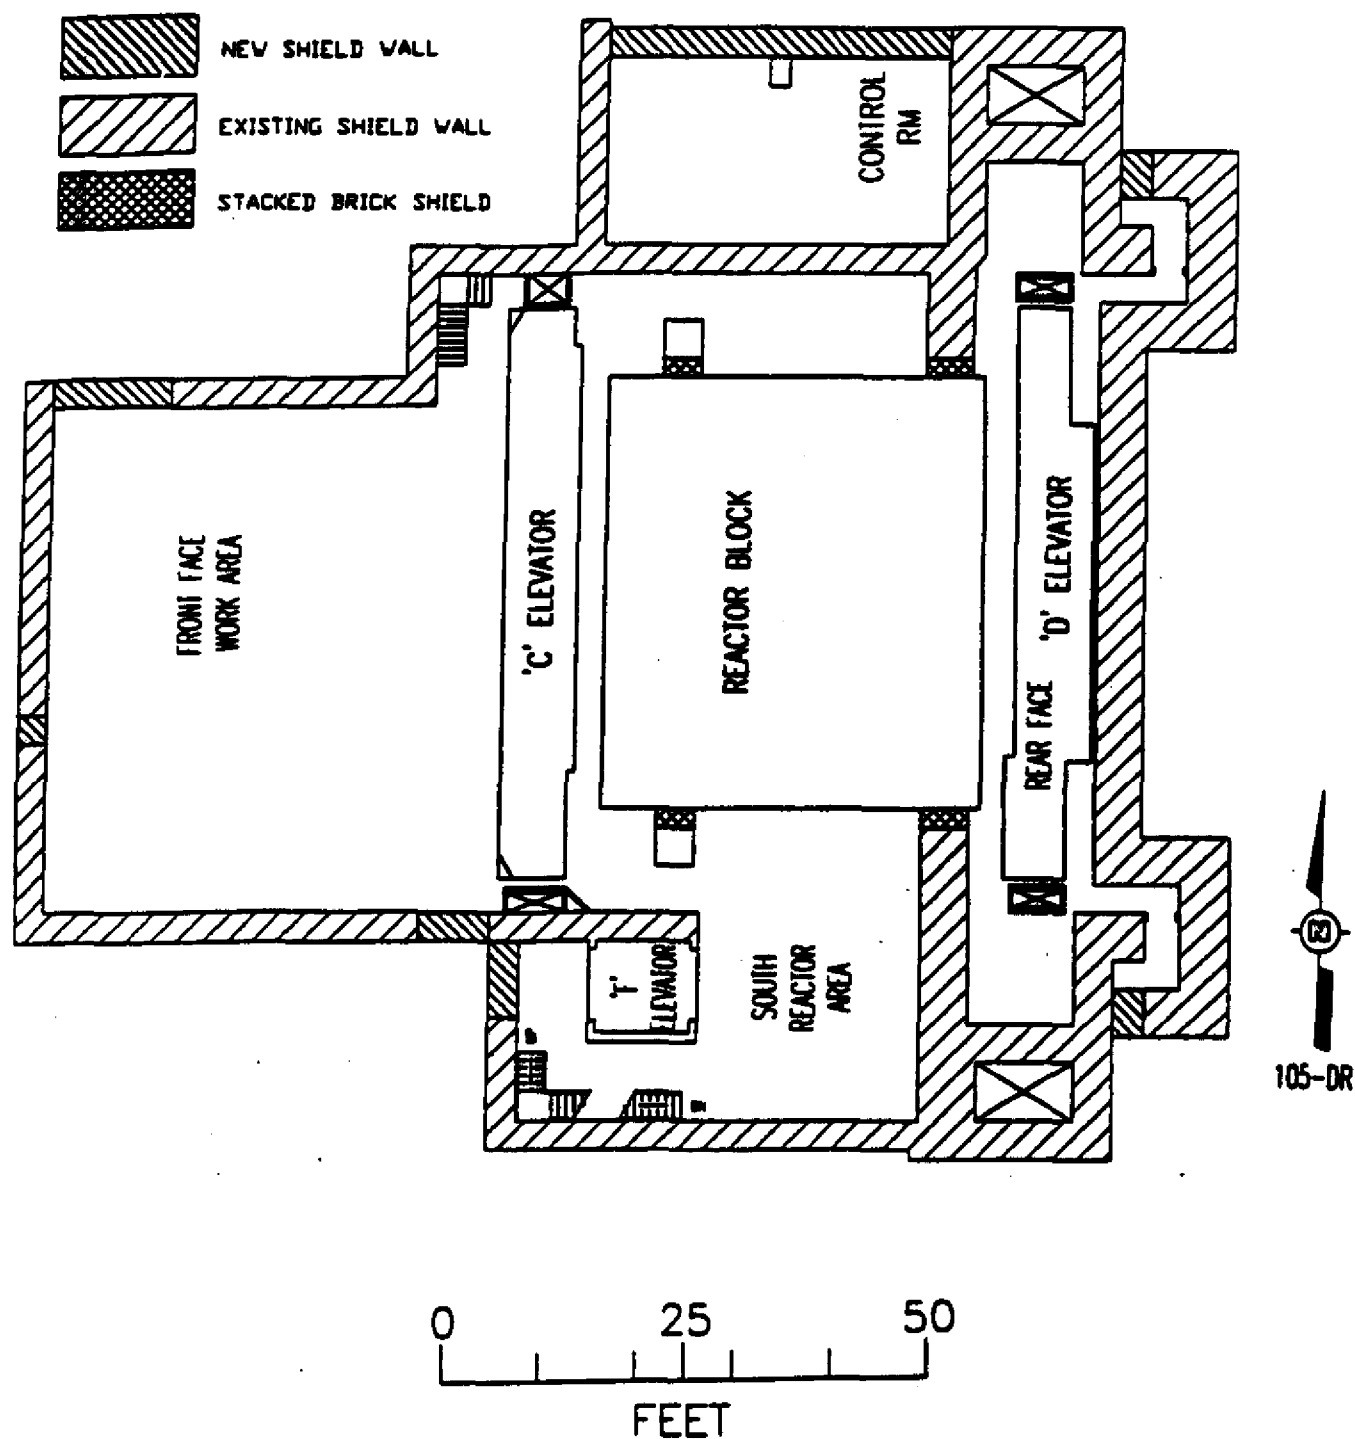 NEW SHIELD WALL
EXISTING SHIELD WALL
STACKED BRICK SHIELD
CONTROL
RM
FRONT FACE
WORK AREA
'C' ELEVATOR
REACTOR BLOCK
REAR FACE
'D' ELEVATOR
'F'
ELEVATOR
SOUTH
REACTOR
AREA
N
105-DR
0 25 50
FEET